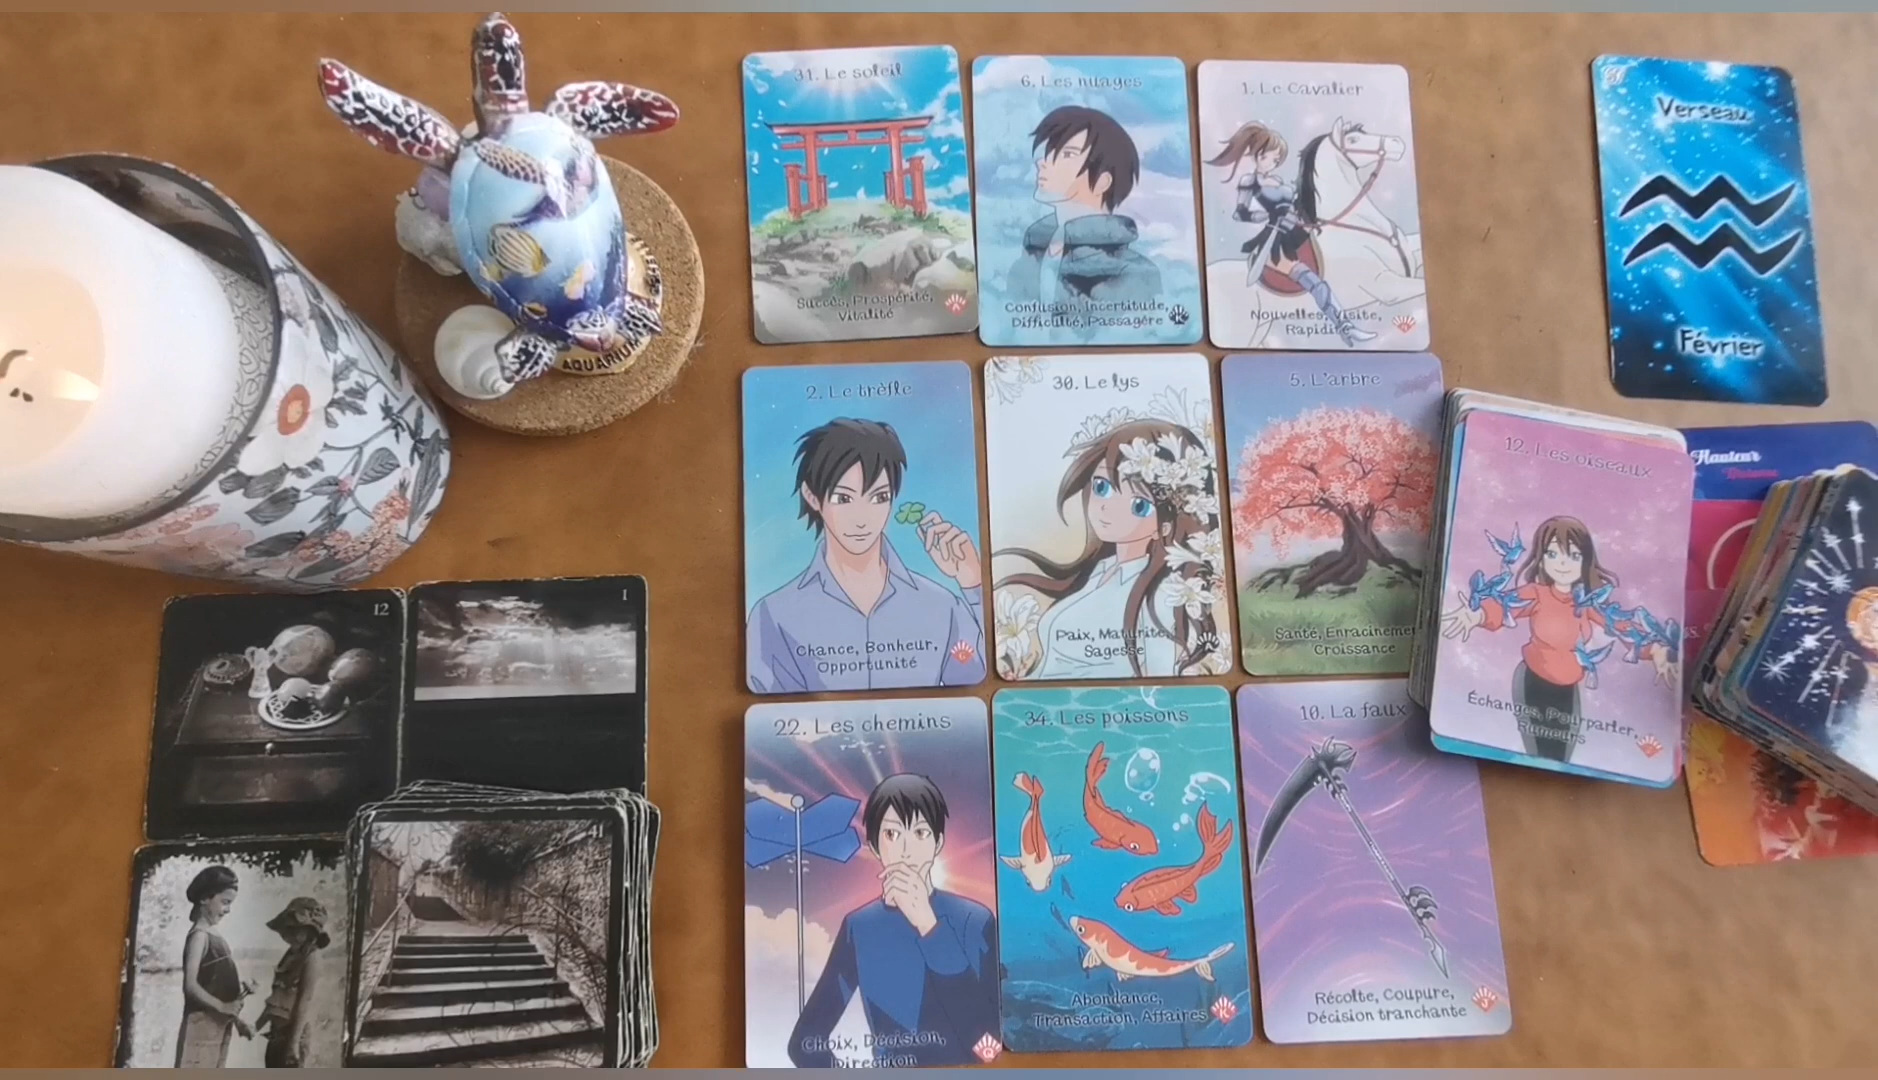 31. Le soleil
Succès, Prospérité,
Vitalité
6. Les nuages
Confusion, Incertitude,
Difficulté, Passagère
1. Le Cavalier
Nouvelles, Visite,
Rapidité
Verseau
Février
2. Le trèfle
Chance, Bonheur,
Opportunité
30. Le lys
Paix, Maturité,
Sagesse
5. L'arbre
Santé, Enracinemen
Croissance
12. Les oiseaux
Échanges, Pourparler,
Rumeurs
22. Les chemins
Choix, Décision,
Direction
34. Les poissons
Abondance,
Transaction, Affaires
K
10. La faux
Récolte, Coupure,
Décision tranchante
J
AQUARIUM
12
1
41
Hauteur